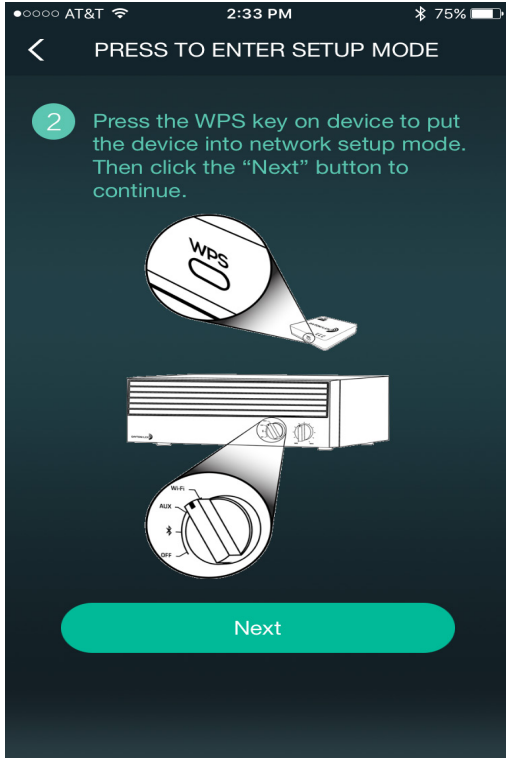 AT&T 2:33 PM 75%
PRESS TO ENTER SETUP MODE
2
Press the WPS key on device to put
the device into network setup mode.
Then click the “Next” button to
continue.
WPS
Wi-Fi
AUX
OFF
Next